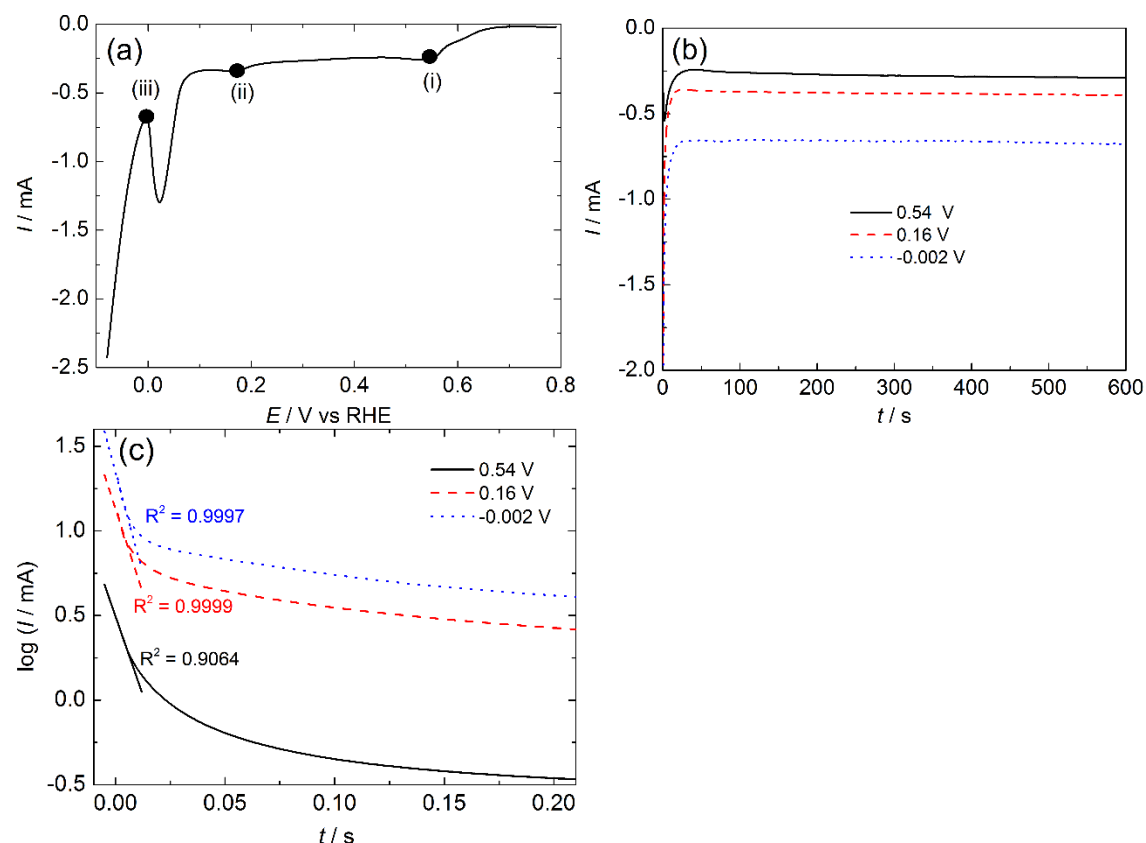 (a)
0.0
-0.5
-1.0
-1.5
-2.0
-2.5
I / mA
(iii)
(ii)
(i)
0.0 0.2 0.4 0.6 0.8
E / V vs RHE
(b)
0.0
-0.5
-1.0
-1.5
-2.0
I / mA
0.54 V
0.16 V
-0.002 V
0 100 200 300 400 500 600
t / s
(c)
1.5
1.0
0.5
0.0
-0.5
log (I / mA)
0.54 V
0.16 V
-0.002 V
R² = 0.9997
R² = 0.9999
R² = 0.9064
0.00 0.05 0.10 0.15 0.20
t / s